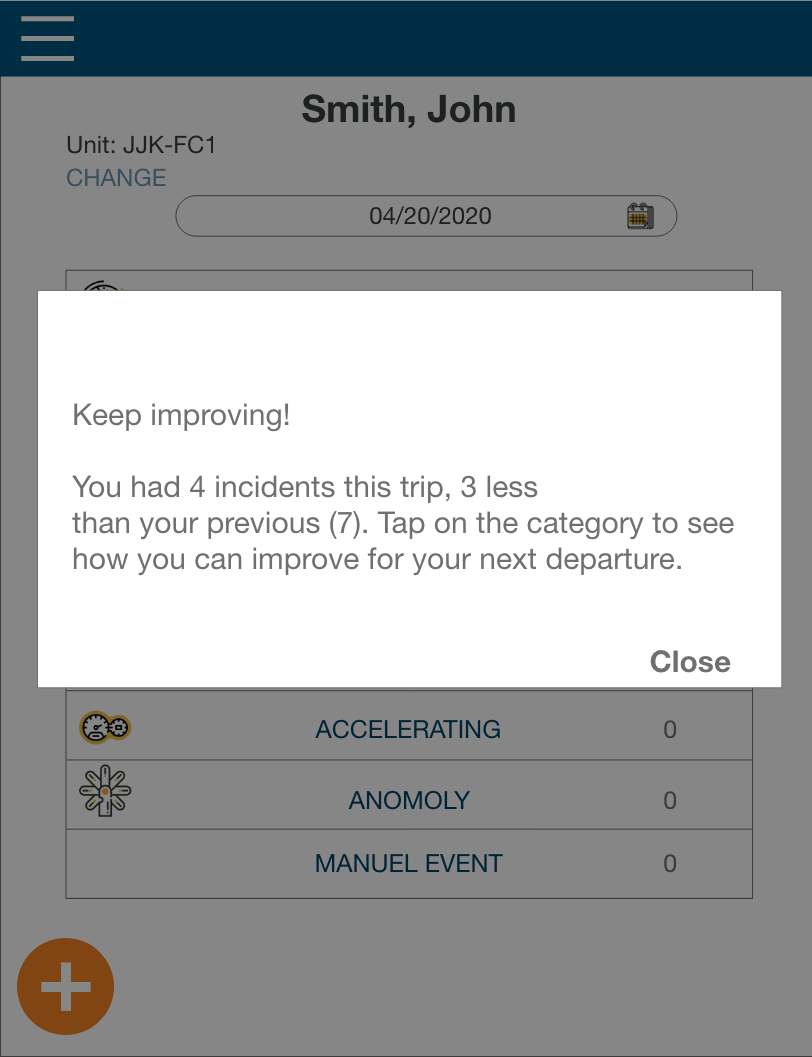 Smith, John
Unit: JJK-FC1
CHANGE
04/20/2020
Keep improving!
You had 4 incidents this trip, 3 less
than your previous (7). Tap on the category to see
how you can improve for your next departure.
Close
ACCELERATING 0
ANOMOLY 0
MANUEL EVENT 0